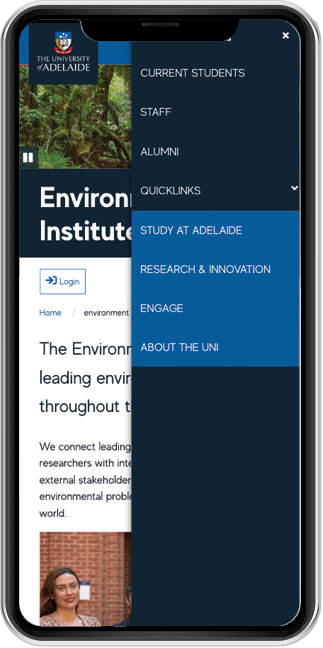 THE UNIVERSITY
of ADELAIDE
×
CURRENT STUDENTS
STAFF
ALUMNI
QUICKLINKS
STUDY AT ADELAIDE
RESEARCH & INNOVATION
ENGAGE
ABOUT THE UNI
Environ
Institute
Login
Home / environment
The Environ
leading envir
throughout t
We connect leading
researchers with inte
external stakeholder
environmental proble
world.